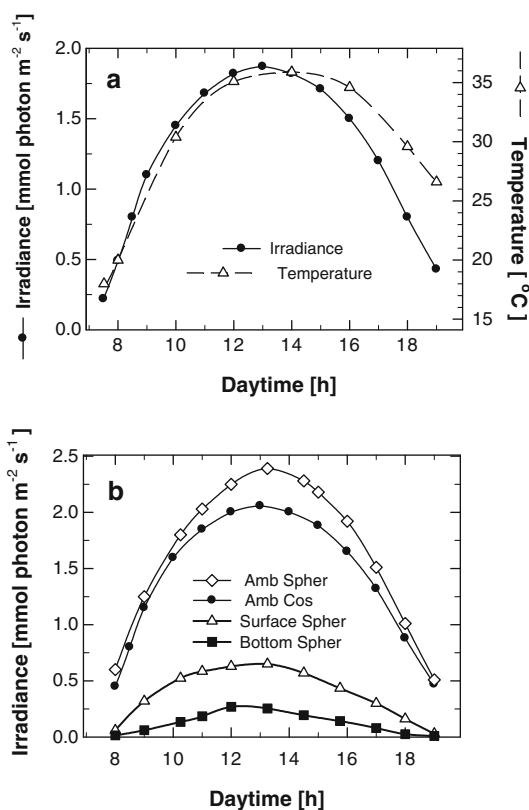 a
Irradiance [mmol photon m⁻² s⁻¹]
2.0
1.5
1.0
0.5
0.0
Temperature [°C]
35
30
25
20
15
Irradiance
Temperature
8 10 12 14 16 18
Daytime [h]
b
Irradiance [mmol photon m⁻² s⁻¹]
2.5
2.0
1.5
1.0
0.5
0.0
Amb Spher
Amb Cos
Surface Spher
Bottom Spher
8 10 12 14 16 18
Daytime [h]